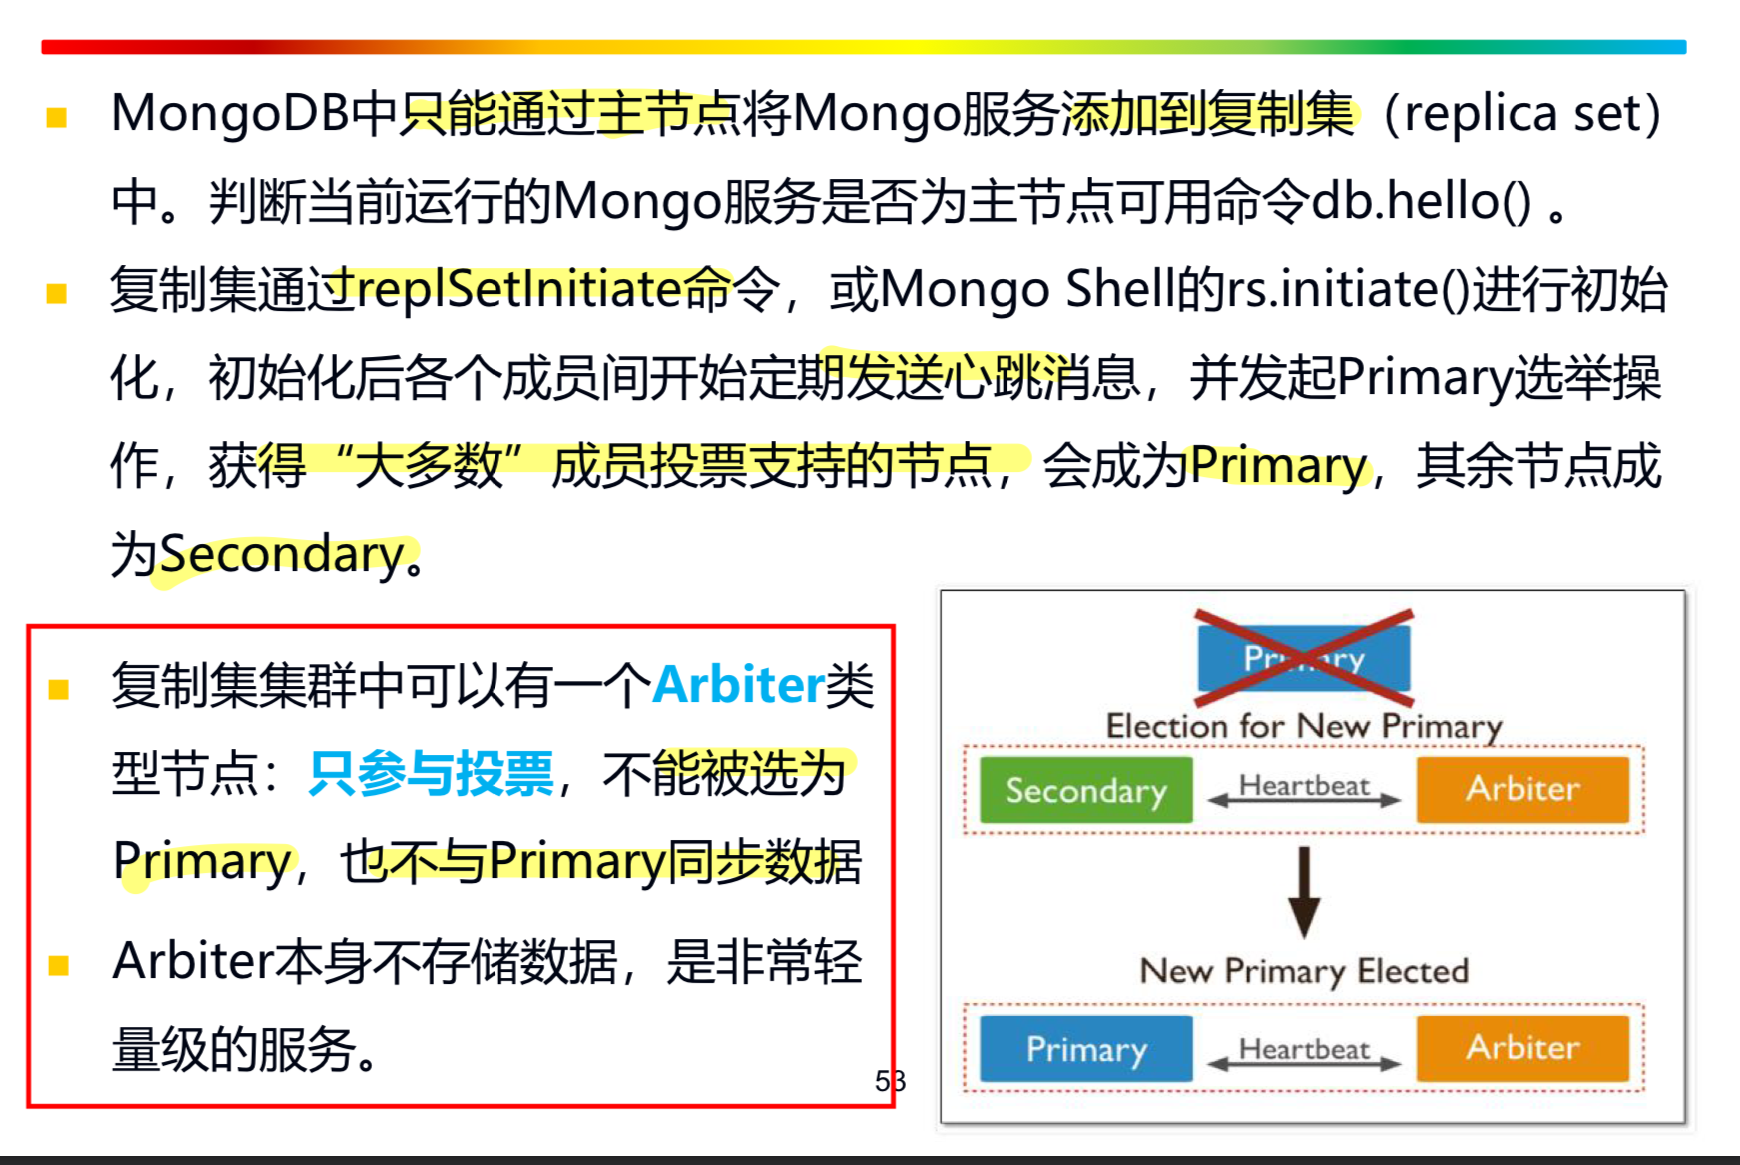 MongoDB中只能通过主节点将Mongo服务添加到复制集（replica set）
中。判断当前运行的Mongo服务是否为主节点可用命令db.hello() 。
复制集通过replSetInitiate命令，或Mongo Shell的rs.initiate()进行初始
化，初始化后各个成员间开始定期发送心跳消息，并发起Primary选举操
作，获得“大多数”成员投票支持的节点，会成为Primary，其余节点成
为Secondary。
复制集集群中可以有一个Arbiter类
型节点：只参与投票，不能被选为
Primary，也不与Primary同步数据
Arbiter本身不存储数据，是非常轻
量级的服务。
53
Primary
Election for New Primary
Secondary
Heartbeat
Arbiter
New Primary Elected
Primary
Heartbeat
Arbiter